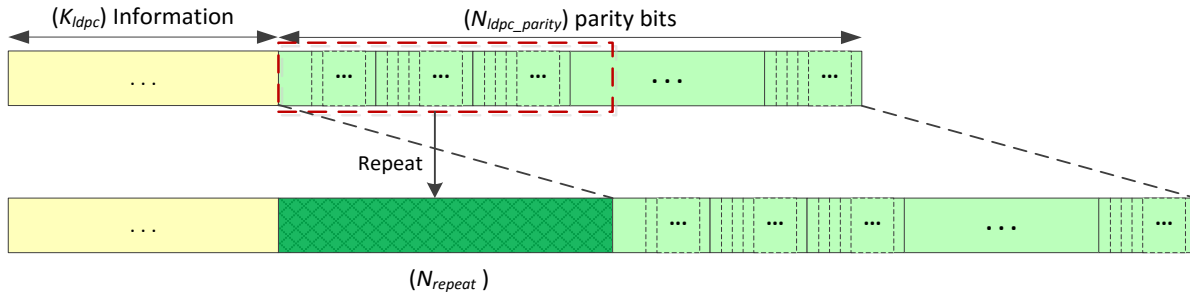 (K_ldpc) Information (N_ldpc_parity) parity bits
... ... ... ... ... ...
Repeat
... ... ... ... ... ...
(N_repeat )